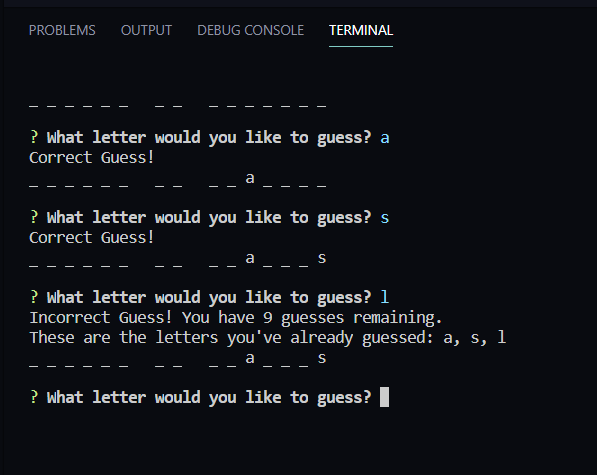 PROBLEMS OUTPUT DEBUG CONSOLE TERMINAL
_ _ _ _ _ _   _ _   _ _ _ _ _ _ _
? What letter would you like to guess? a
Correct Guess!
_ _ _ _ _ _   _ _   _ _ a _ _ _ _
? What letter would you like to guess? s
Correct Guess!
_ _ _ _ _ _   _ _   _ _ a _ _ _ s
? What letter would you like to guess? l
Incorrect Guess! You have 9 guesses remaining.
These are the letters you've already guessed: a, s, l
_ _ _ _ _ _   _ _   _ _ a _ _ _ s
? What letter would you like to guess?